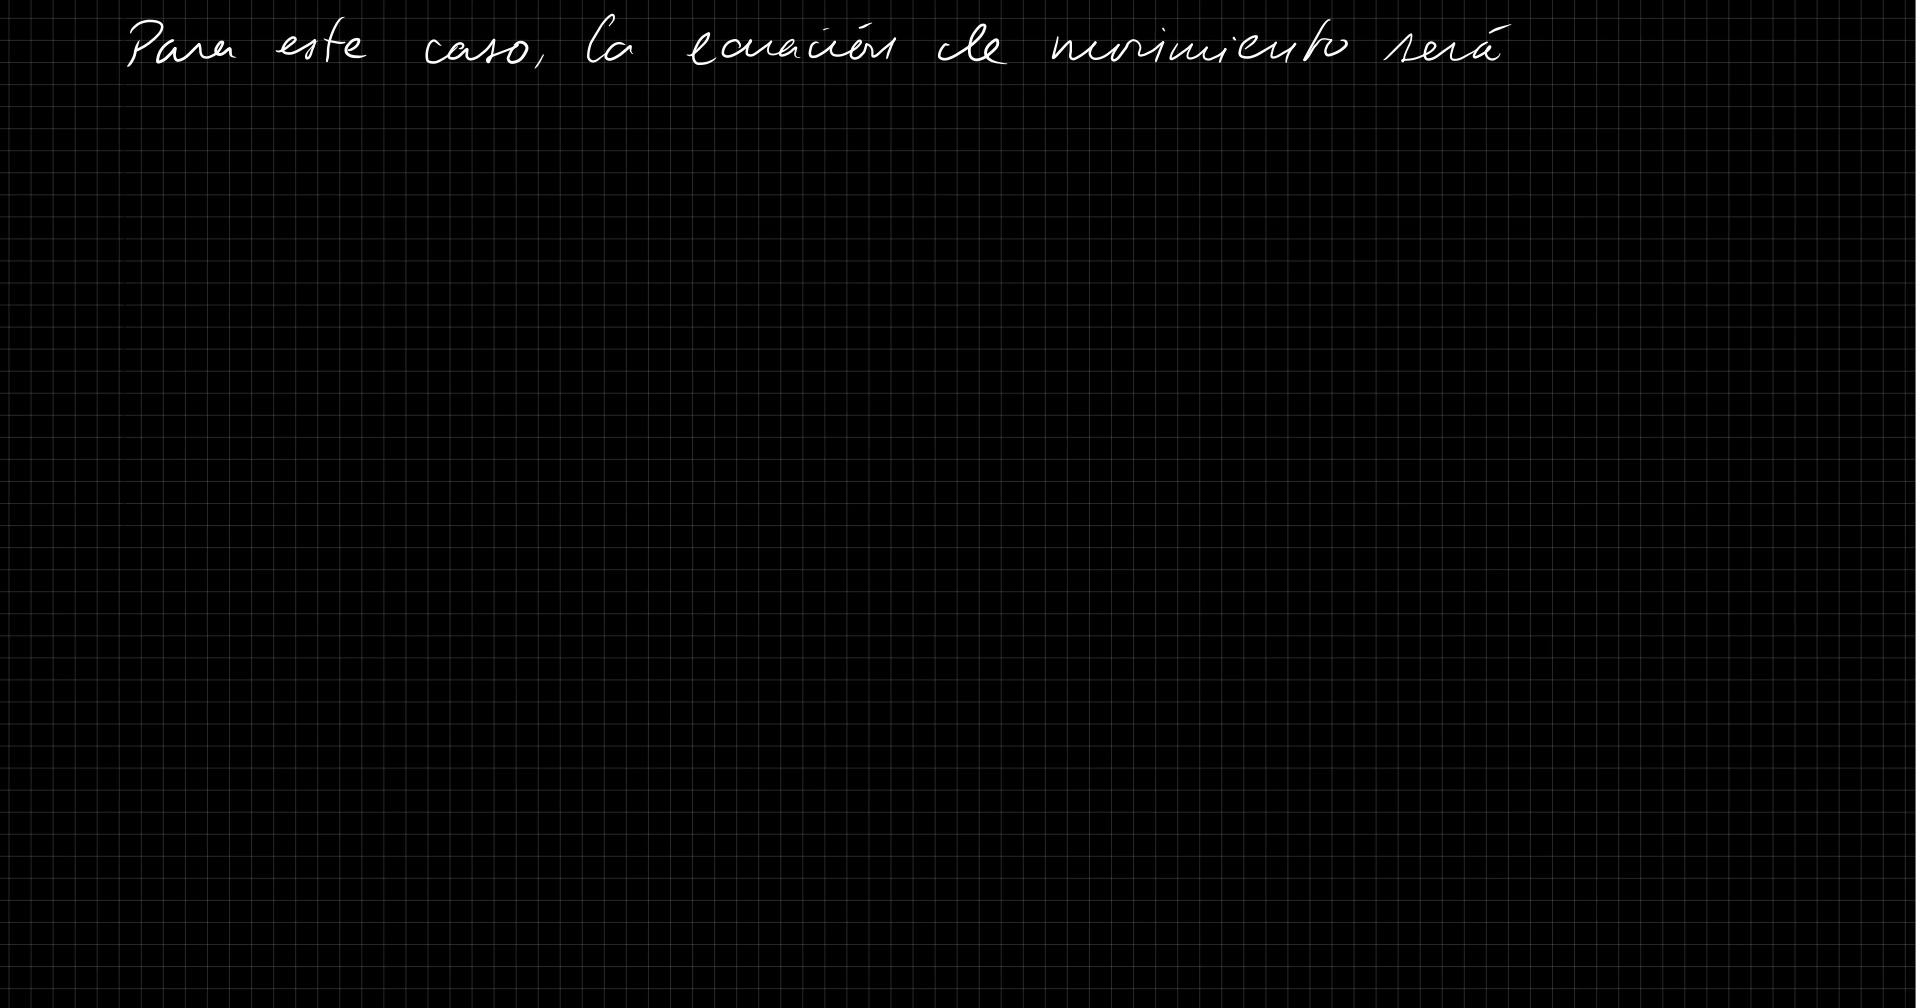 Para este caso, la ecuación de movimiento será